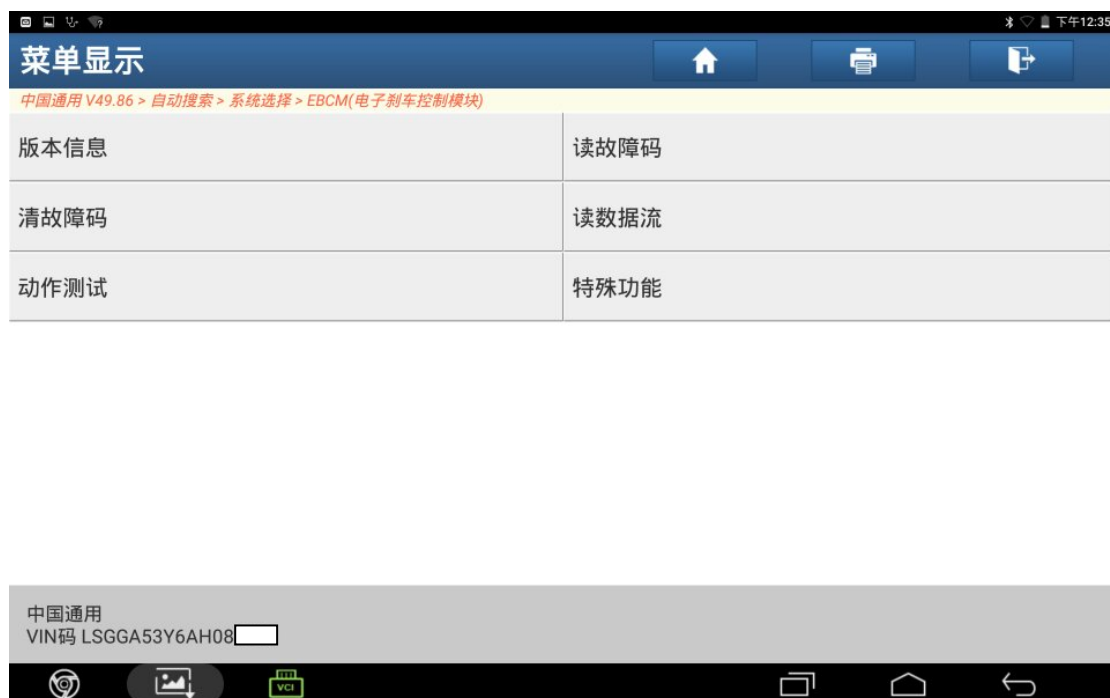 下午12:35
菜单显示
中国通用 V49.86 > 自动搜索 > 系统选择 > EBCM(电子刹车控制模块)
版本信息
读故障码
清故障码
读数据流
动作测试
特殊功能
中国通用
VIN码 LSGGA53Y6AH08
VCI